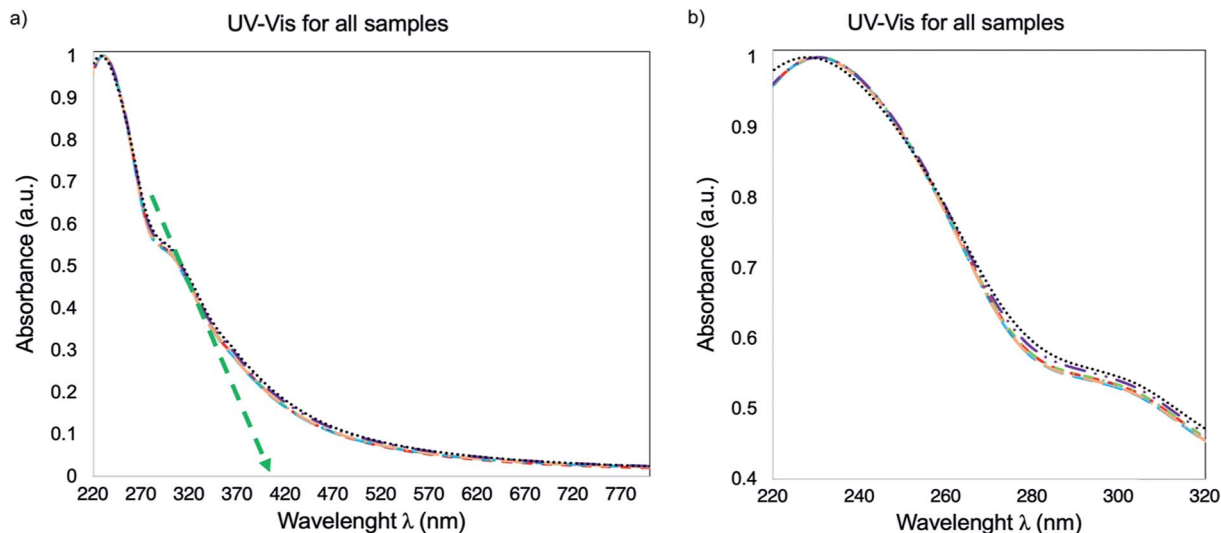 a)
UV-Vis for all samples
1
0.9
0.8
0.7
0.6
0.5
0.4
0.3
0.2
0.1
0
Absorbance (a.u.)
220 270 320 370 420 470 520 570 620 670 720 770
Wavelenght λ (nm)
b)
UV-Vis for all samples
1
0.9
0.8
0.7
0.6
0.5
0.4
Absorbance (a.u.)
220 240 260 280 300 320
Wavelenght λ (nm)